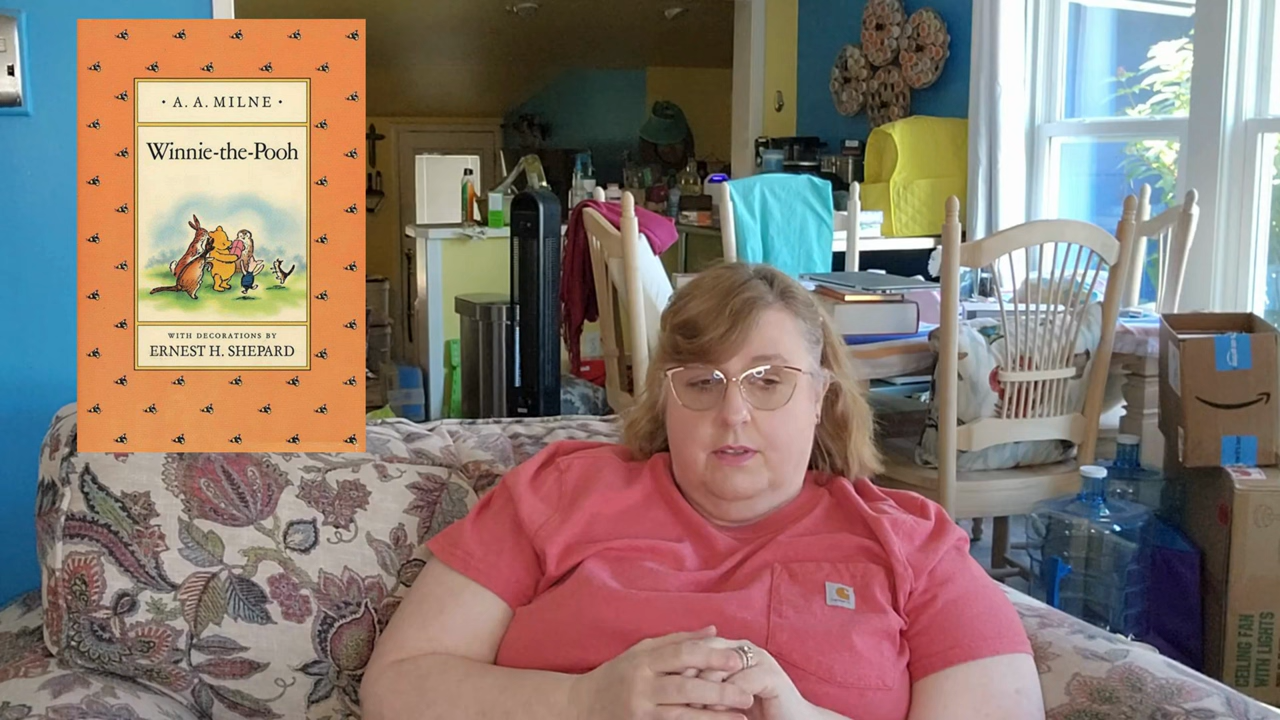 · A. A. MILNE ·
Winnie-the-Pooh
WITH DECORATIONS BY
ERNEST H. SHEPARD
CEILING FAN
WITH LIGHTS